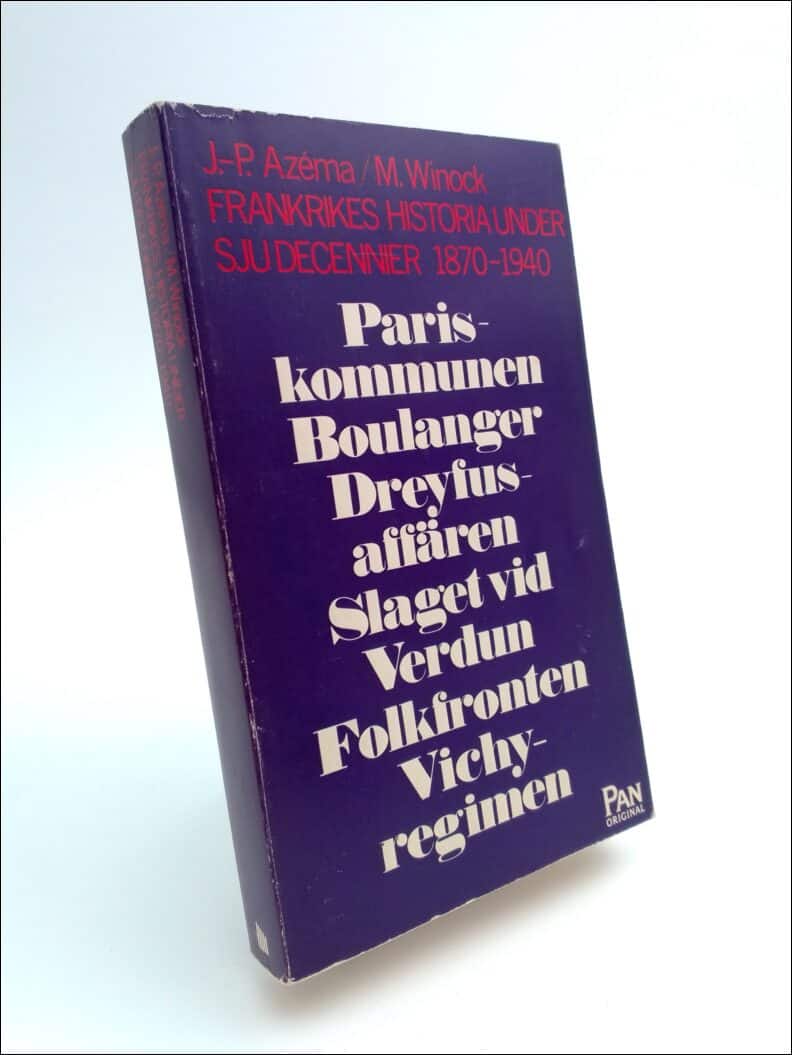 J.-P. Azéma / M. Winock
FRANKRIKES HISTORIA UNDER
SJU DECENNIER 1870-1940
Paris-
kommunen
Boulanger
Dreyfus-
affären
Slaget vid
Verdun
Folkfronten
Vichy-
regimen
PAN
ORIGINAL